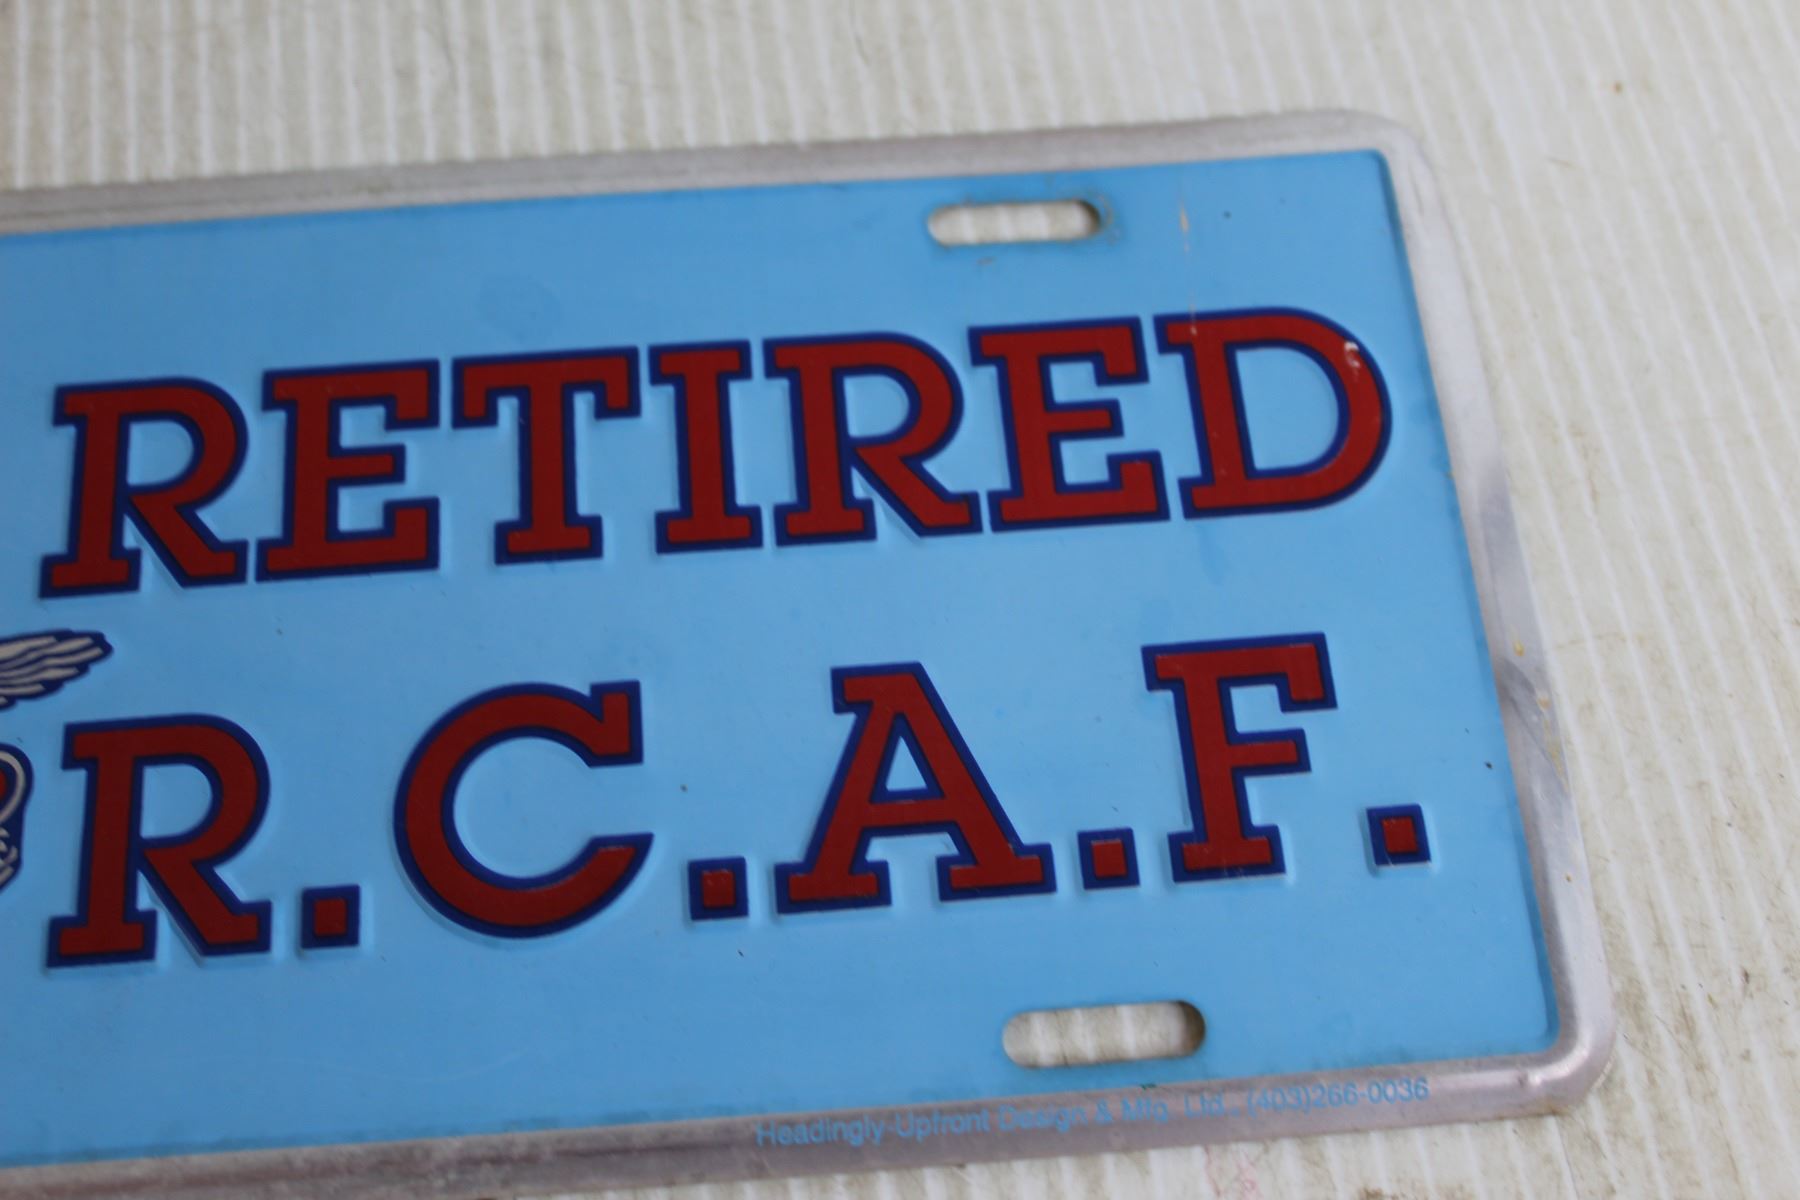 RETIRED
R.C.A.F.
Headingly-Upfront Design & Mfg. Ltd., (403)266-0036